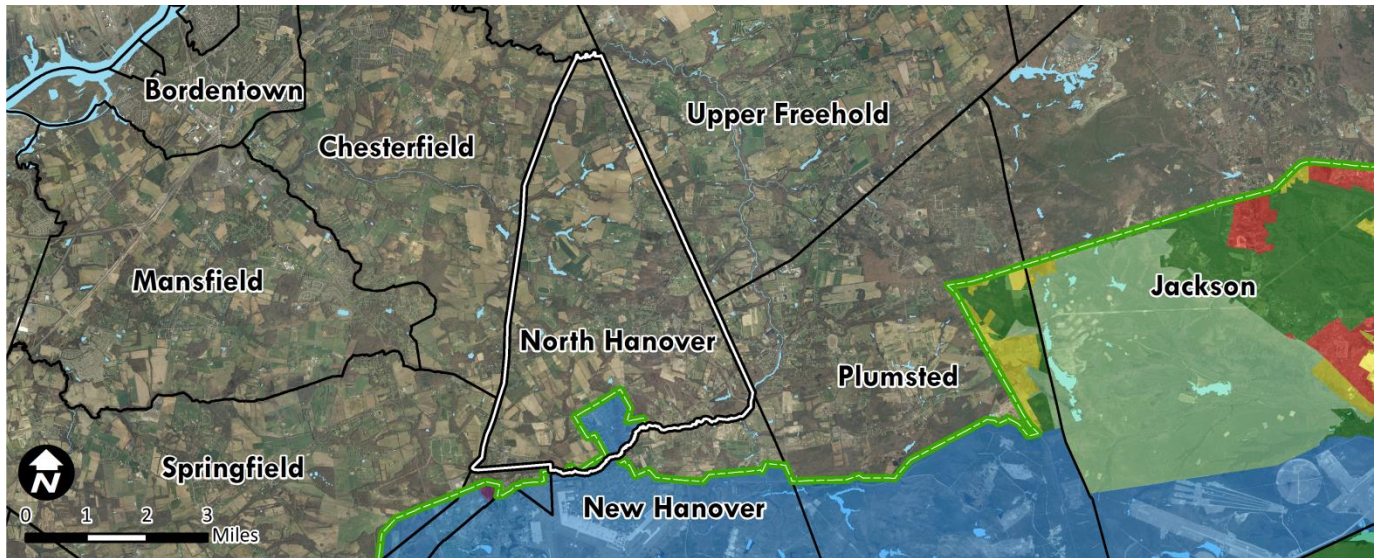 Bordentown
Upper Freehold
Chesterfield
Mansfield
Jackson
North Hanover
Plumsted
Springfield
New Hanover
N
0 1 2 3
Miles